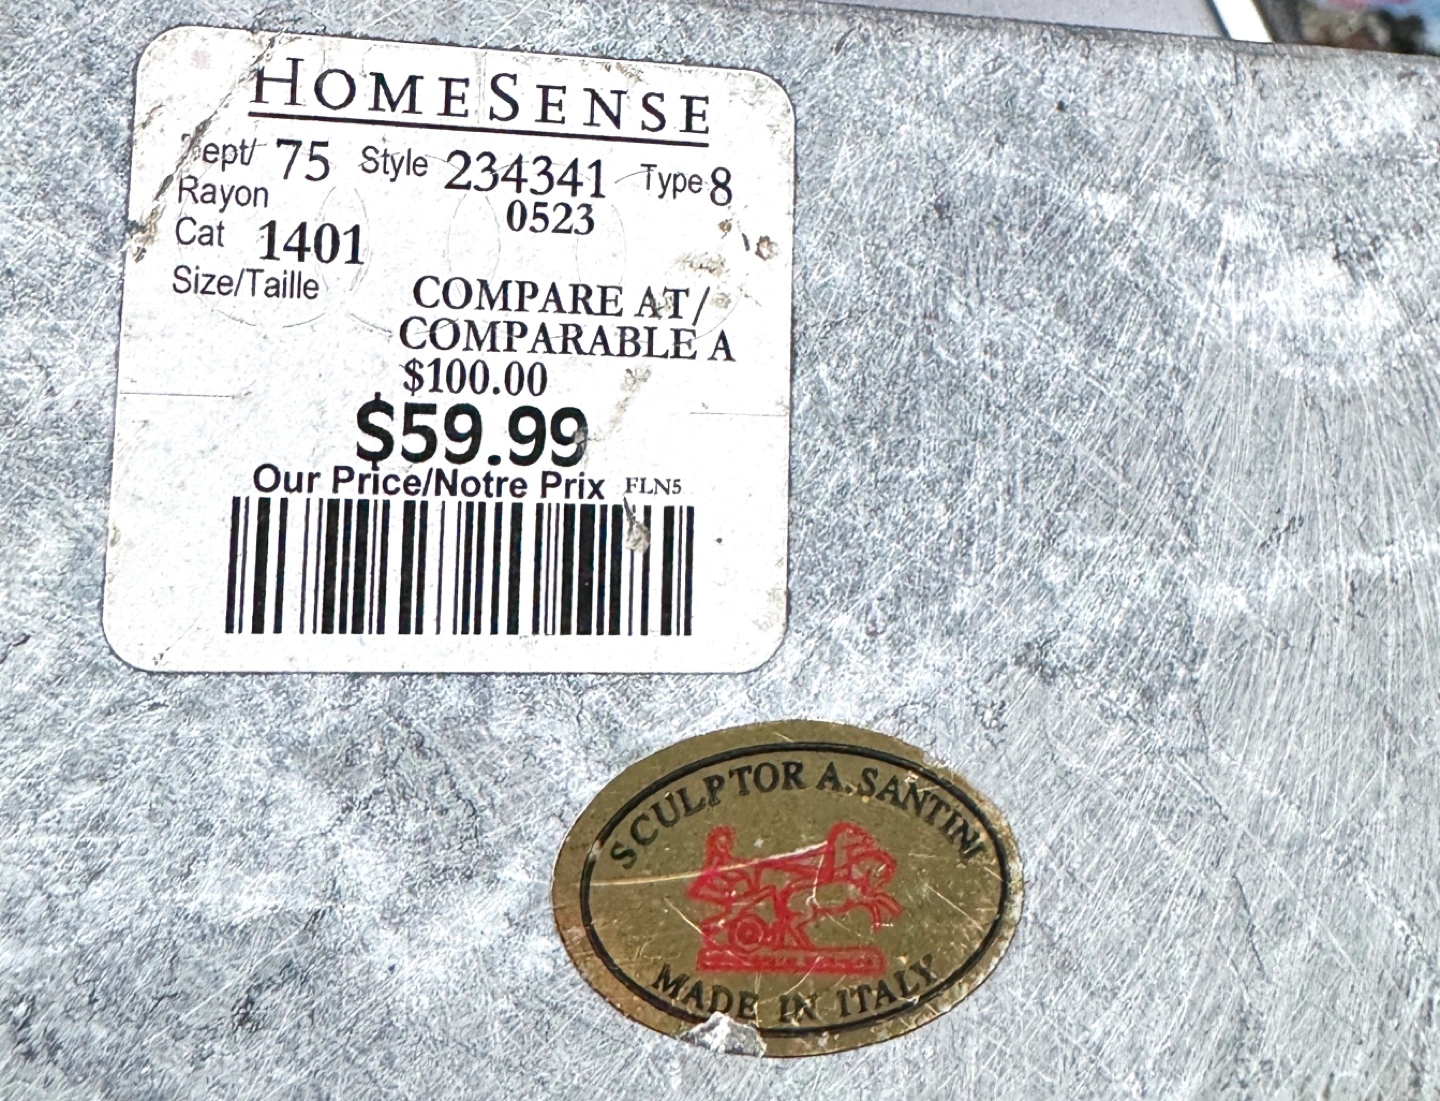 HOMESENSE
Dept/ 75 Style 234341 Type 8
Rayon 0523
Cat 1401
Size/Taille
COMPARE AT/
COMPARABLE A
$100.00
$59.99
Our Price/Notre Prix FLN5
SCULPTOR A. SANTINI
MADE IN ITALY